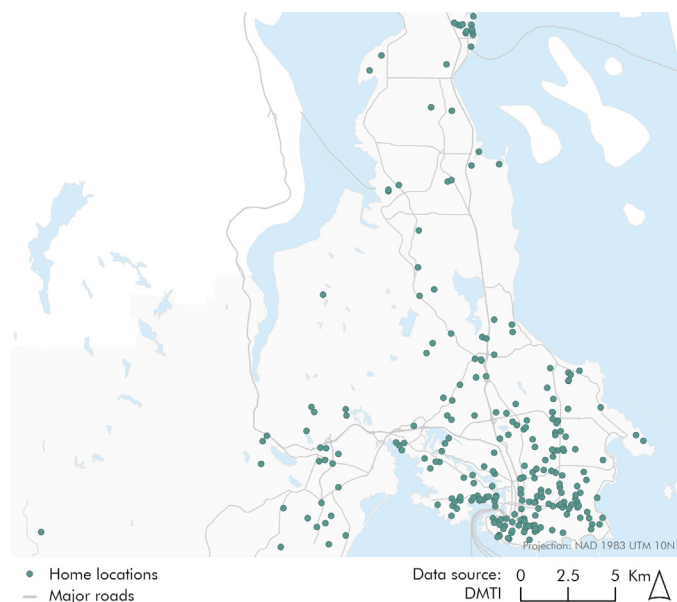 Projection: NAD 1983 UTM 10N
Home locations
Major roads
Data source:
DMTI
0 2.5 5 Km